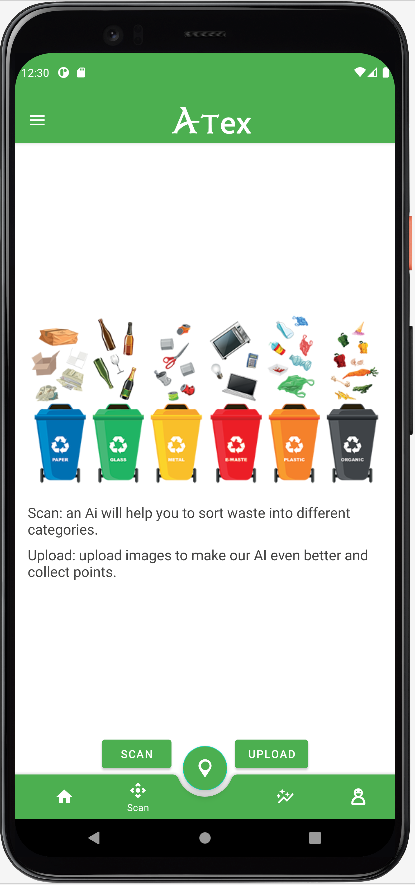 12:30
ATex
PAPER
GLASS
METAL
E-WASTE
PLASTIC
ORGANIC
Scan: an Ai will help you to sort waste into different
categories.
Upload: upload images to make our AI even better and
collect points.
SCAN
UPLOAD
Scan